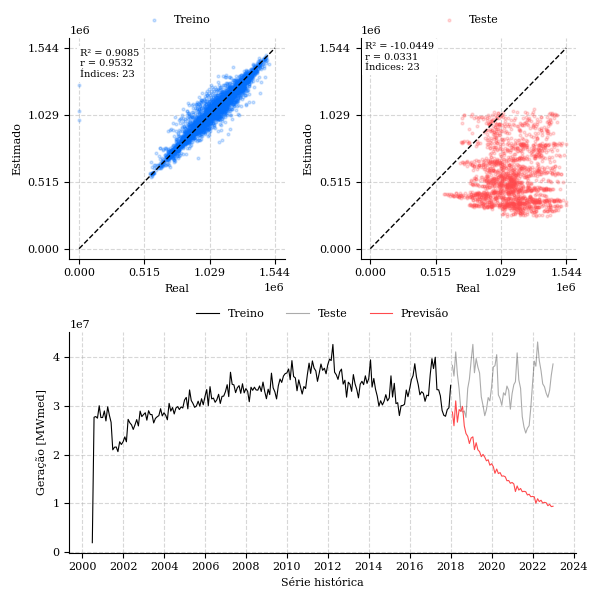 Treino
Teste
1e6
R² = 0.9085
r = 0.9532
Índices: 23
1.544
1.029
0.515
0.000
Estimado
0.000 0.515 1.029 1.544
1e6
Real
1e6
R² = -10.0449
r = 0.0331
Índices: 23
1.544
1.029
0.515
0.000
Estimado
0.000 0.515 1.029 1.544
1e6
Real
Treino Teste Previsão
1e7
4
3
2
1
0
Geração [MWmed]
2000 2002 2004 2006 2008 2010 2012 2014 2016 2018 2020 2022 2024
Série histórica